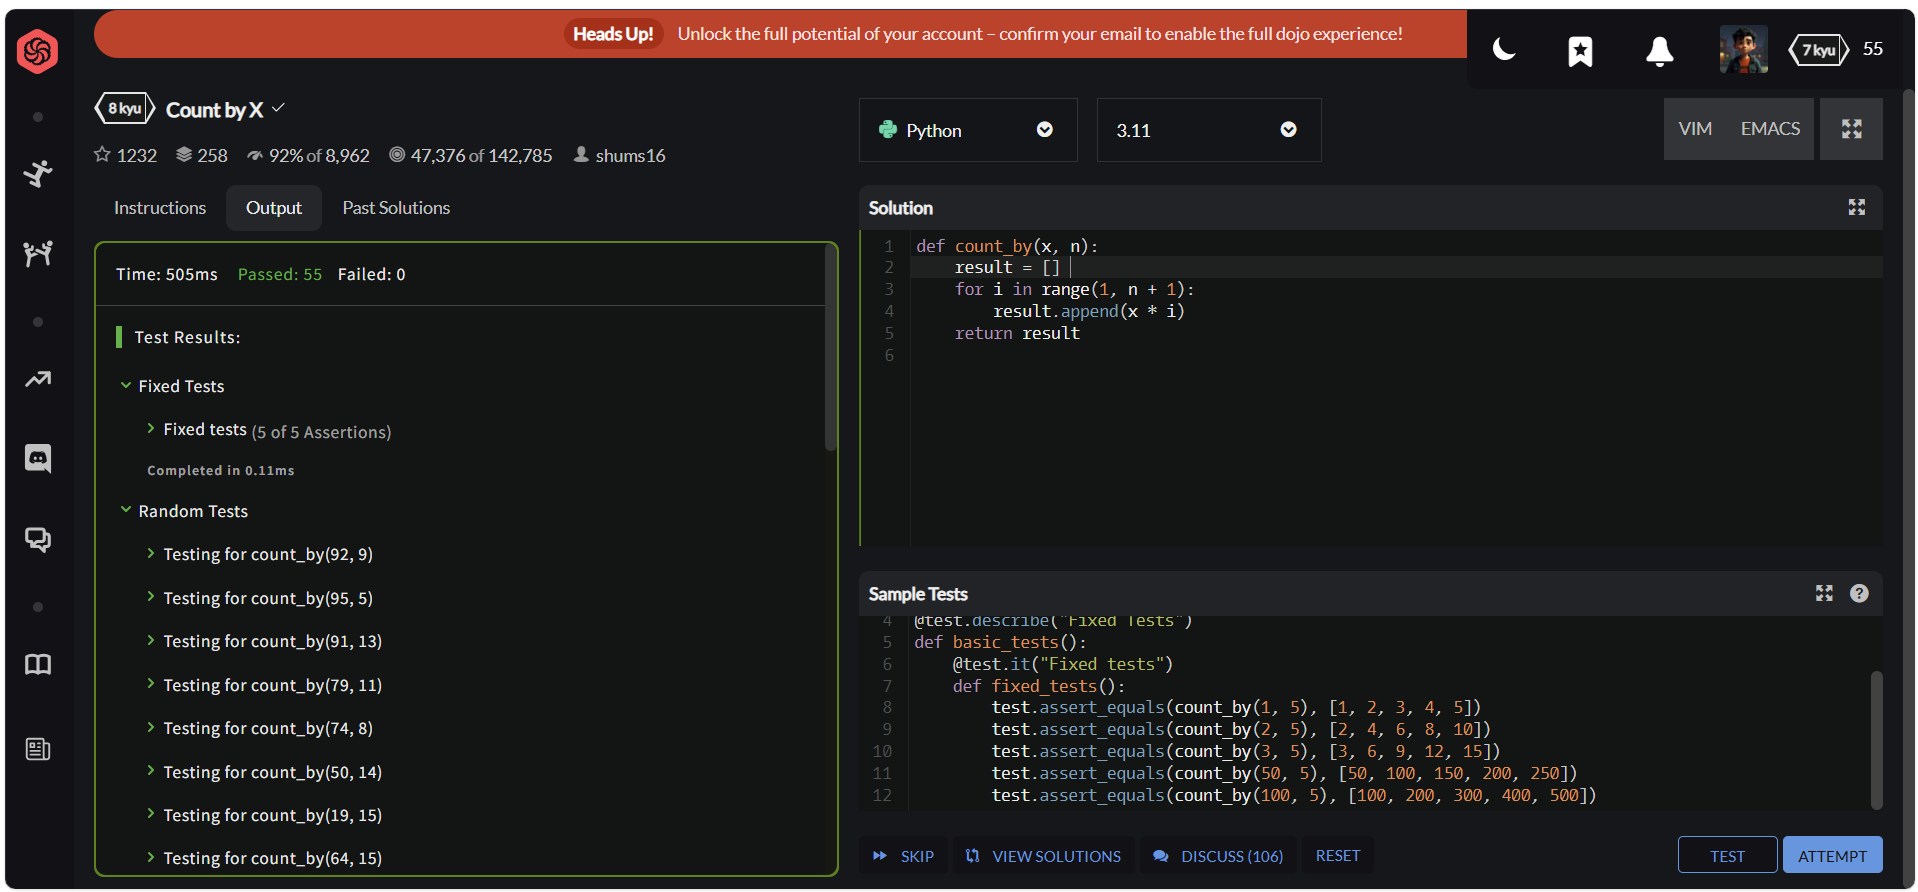 Heads Up! Unlock the full potential of your account – confirm your email to enable the full dojo experience!
7 kyu 55
8 kyu Count by X
1232 258 92% of 8,962 47,376 of 142,785 shums16
Python 3.11 VIM EMACS
Instructions Output Past Solutions
Time: 505ms Passed: 55 Failed: 0
Test Results:
Fixed Tests
Fixed tests (5 of 5 Assertions)
Completed in 0.11ms
Random Tests
Testing for count_by(92, 9)
Testing for count_by(95, 5)
Testing for count_by(91, 13)
Testing for count_by(79, 11)
Testing for count_by(74, 8)
Testing for count_by(50, 14)
Testing for count_by(19, 15)
Testing for count_by(64, 15)
Solution
1 def count_by(x, n):
2     result = []
3     for i in range(1, n + 1):
4         result.append(x * i)
5     return result
6
Sample Tests
4 @test.describe("Fixed Tests")
5 def basic_tests():
6     @test.it("Fixed tests")
7     def fixed_tests():
8         test.assert_equals(count_by(1, 5), [1, 2, 3, 4, 5])
9         test.assert_equals(count_by(2, 5), [2, 4, 6, 8, 10])
10         test.assert_equals(count_by(3, 5), [3, 6, 9, 12, 15])
11         test.assert_equals(count_by(50, 5), [50, 100, 150, 200, 250])
12         test.assert_equals(count_by(100, 5), [100, 200, 300, 400, 500])
SKIP VIEW SOLUTIONS DISCUSS (106) RESET TEST ATTEMPT